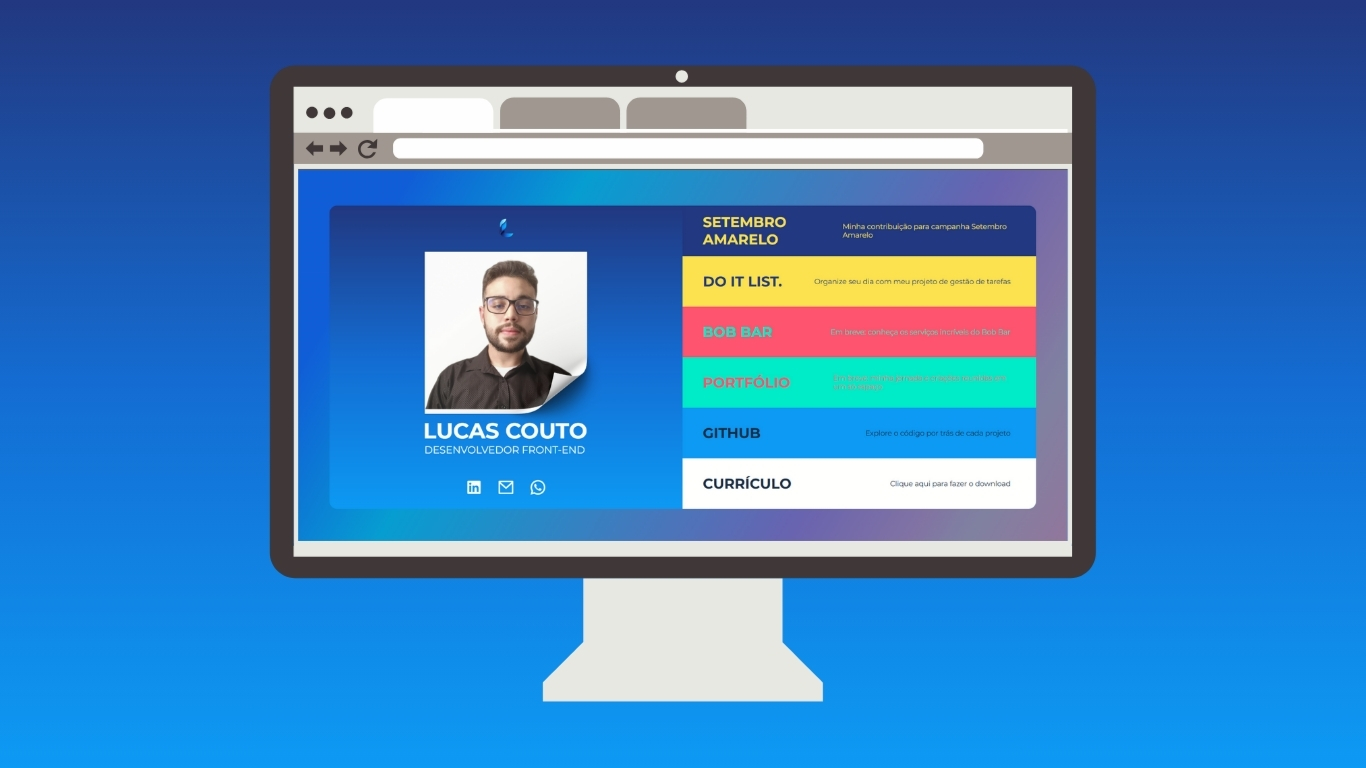 LUCAS COUTO
DESENVOLVEDOR FRONT-END
SETEMBRO
AMARELO
Minha contribuição para campanha Setembro
Amarelo
DO IT LIST.
Organize seu dia com meu projeto de gestão de tarefas
BOB BAR
Em breve: conheça os serviços incríveis do Bob Bar
PORTFÓLIO
GITHUB
Explore o código por trás de cada projeto
CURRÍCULO
Clique aqui para fazer o download